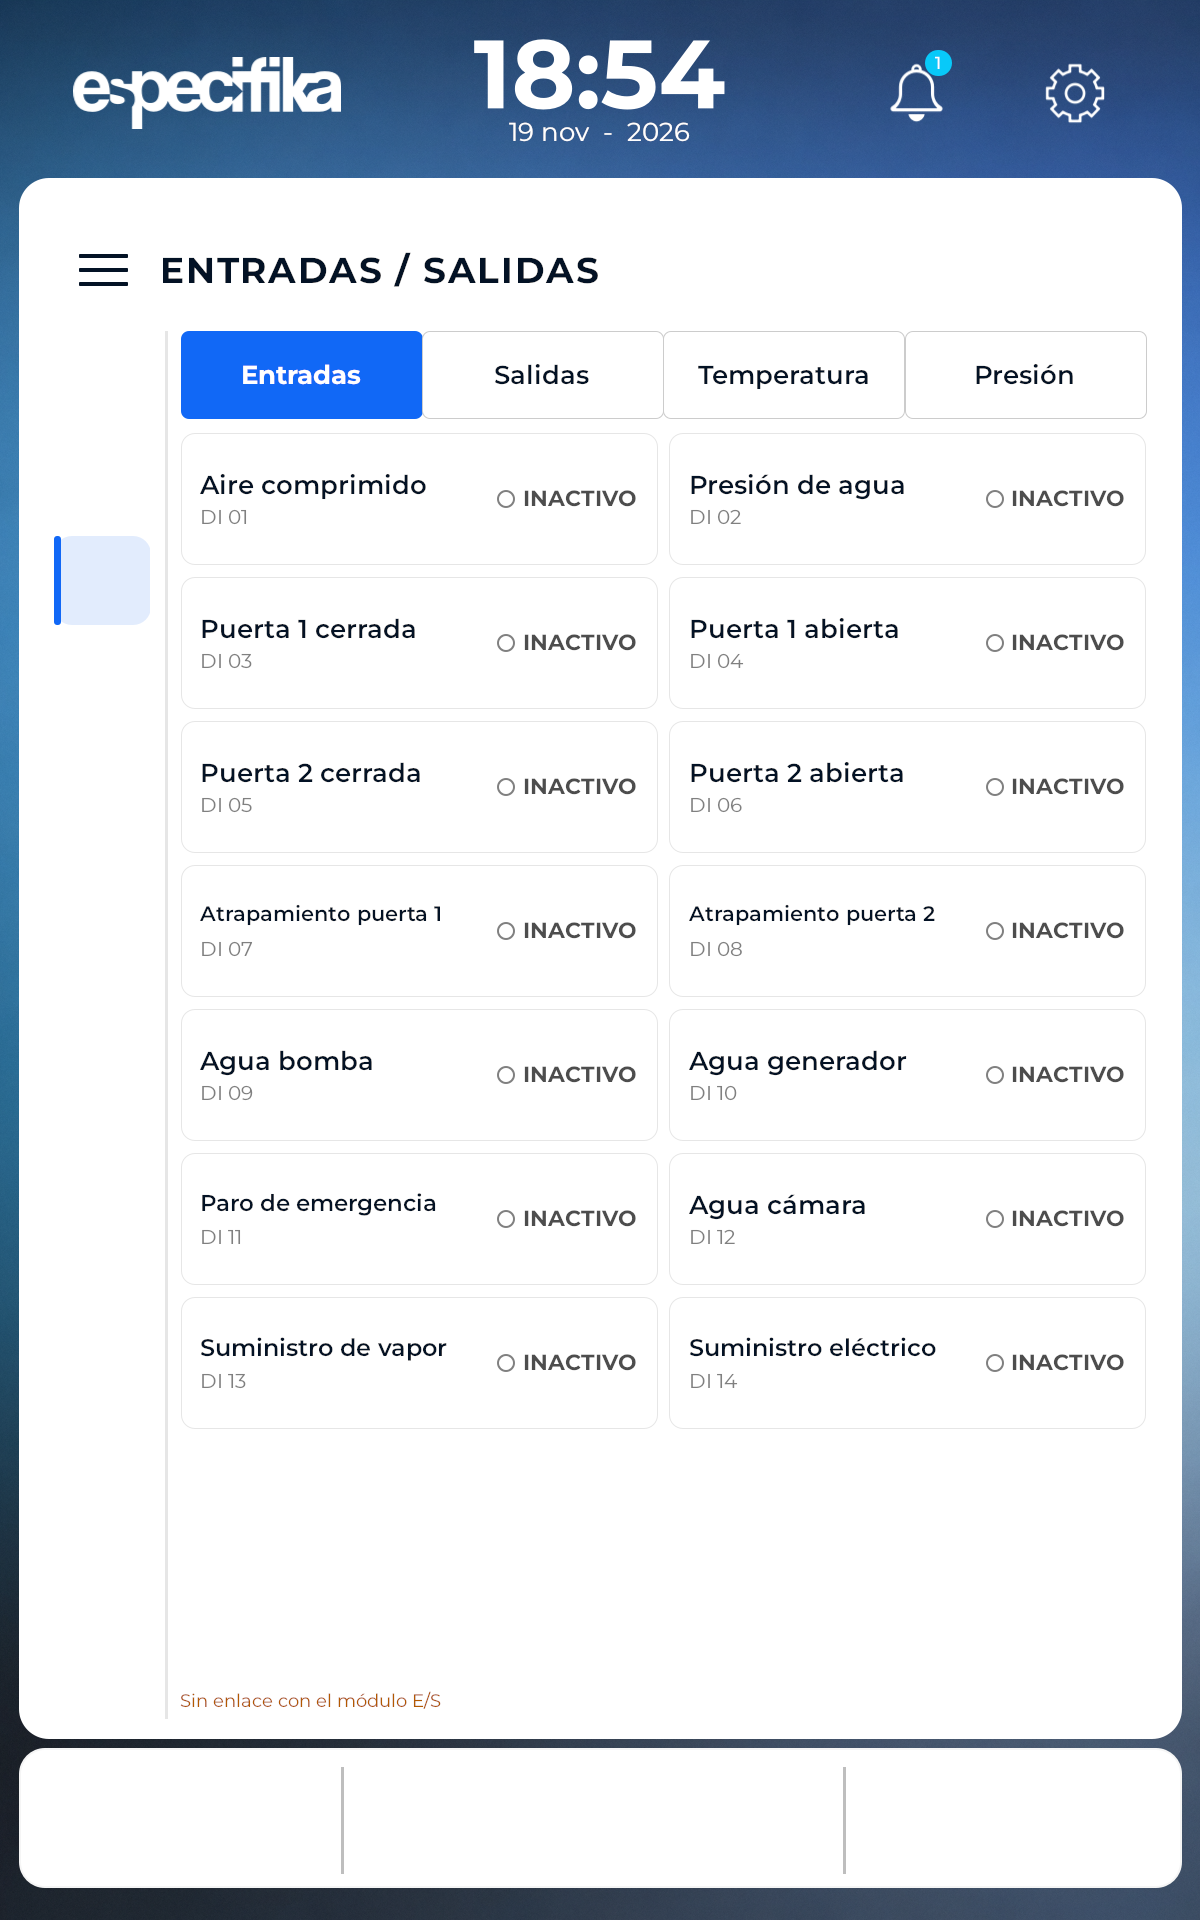 especifika
18:54
19 nov - 2026
1
ENTRADAS / SALIDAS
Entradas
Salidas
Temperatura
Presión
Aire comprimido
DI 01
INACTIVO
Presión de agua
DI 02
INACTIVO
Puerta 1 cerrada
DI 03
INACTIVO
Puerta 1 abierta
DI 04
INACTIVO
Puerta 2 cerrada
DI 05
INACTIVO
Puerta 2 abierta
DI 06
INACTIVO
Atrapamiento puerta 1
DI 07
INACTIVO
Atrapamiento puerta 2
DI 08
INACTIVO
Agua bomba
DI 09
INACTIVO
Agua generador
DI 10
INACTIVO
Paro de emergencia
DI 11
INACTIVO
Agua cámara
DI 12
INACTIVO
Suministro de vapor
DI 13
INACTIVO
Suministro eléctrico
DI 14
INACTIVO
Sin enlace con el módulo E/S